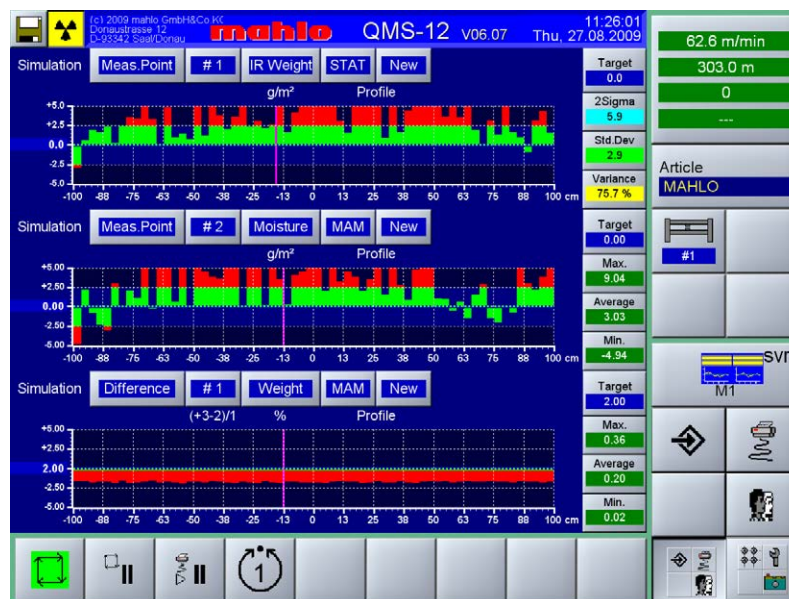 (c) 2009 mahlo GmbH&Co KG
Donaustrasse 12
D-93342 Saal/Donau
mahlo
QMS-12 V06.07
11:26:01
Thu, 27.08.2009
62.6 m/min
303.0 m
0
---
Simulation Meas.Point # 1 IR Weight STAT New
g/m² Profile
Target
0.0
2Sigma
5.9
Std.Dev
2.9
Variance
75.7 %
+5.0
+2.5
0.0
-2.5
-5.0
-100 -88 -75 -63 -50 -38 -25 -13 0 13 25 38 50 63 75 88 100 cm
Article
MAHLO
#1
Simulation Meas.Point # 2 Moisture MAM New
g/m² Profile
Target
0.00
Max.
9.04
Average
3.03
Min.
-4.94
+5.00
+2.50
0.00
-2.50
-5.00
-100 -88 -75 -63 -50 -38 -25 -13 0 13 25 38 50 63 75 88 100 cm
SVI
M1
Simulation Difference # 1 Weight MAM New
(+3-2)/1 % Profile
Target
2.00
Max.
0.36
Average
0.20
Min.
0.02
+5.00
+2.50
2.00
-2.50
-5.00
-100 -88 -75 -63 -50 -38 -25 -13 0 13 25 38 50 63 75 88 100 cm
1